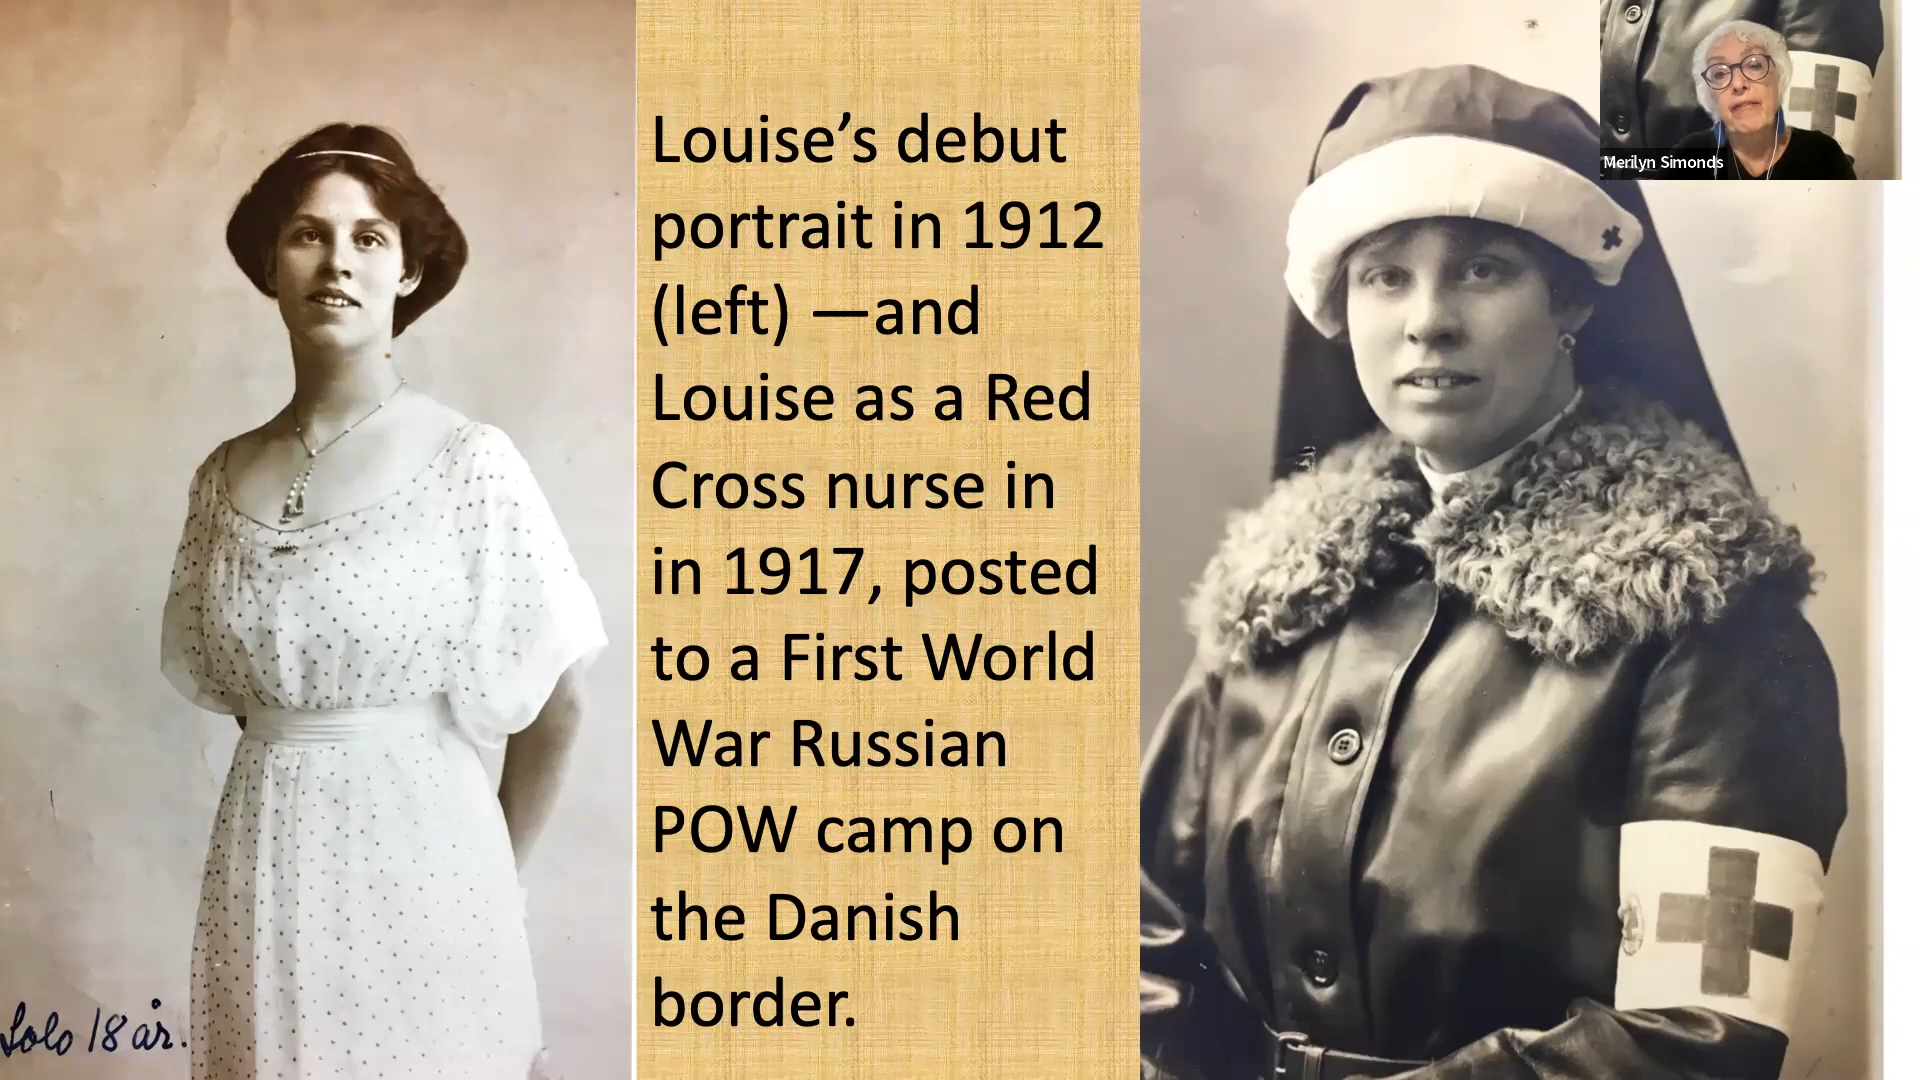 Louise’s debut
portrait in 1912
(left) —and
Louise as a Red
Cross nurse in
in 1917, posted
to a First World
War Russian
POW camp on
the Danish
border.
Merilyn Simonds
Lolo 18 år.